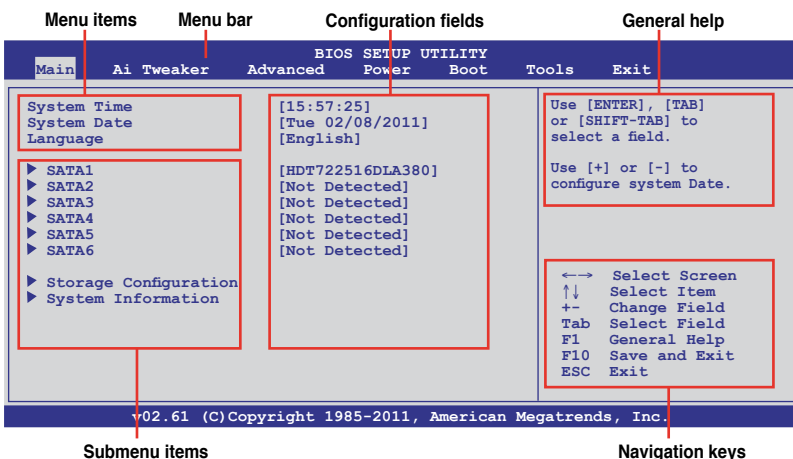 Menu items Menu bar Configuration fields General help
BIOS SETUP UTILITY
Main Ai Tweaker Advanced Power Boot Tools Exit
System Time [15:57:25]
System Date [Tue 02/08/2011]
Language [English]
SATA1 [HDT722516DLA380]
SATA2 [Not Detected]
SATA3 [Not Detected]
SATA4 [Not Detected]
SATA5 [Not Detected]
SATA6 [Not Detected]
Storage Configuration
System Information
Use [ENTER], [TAB]
or [SHIFT-TAB] to
select a field.
Use [+] or [-] to
configure system Date.
←→ Select Screen
↑↓ Select Item
+- Change Field
Tab Select Field
F1 General Help
F10 Save and Exit
ESC Exit
v02.61 (C)Copyright 1985-2011, American Megatrends, Inc.
Submenu items Navigation keys